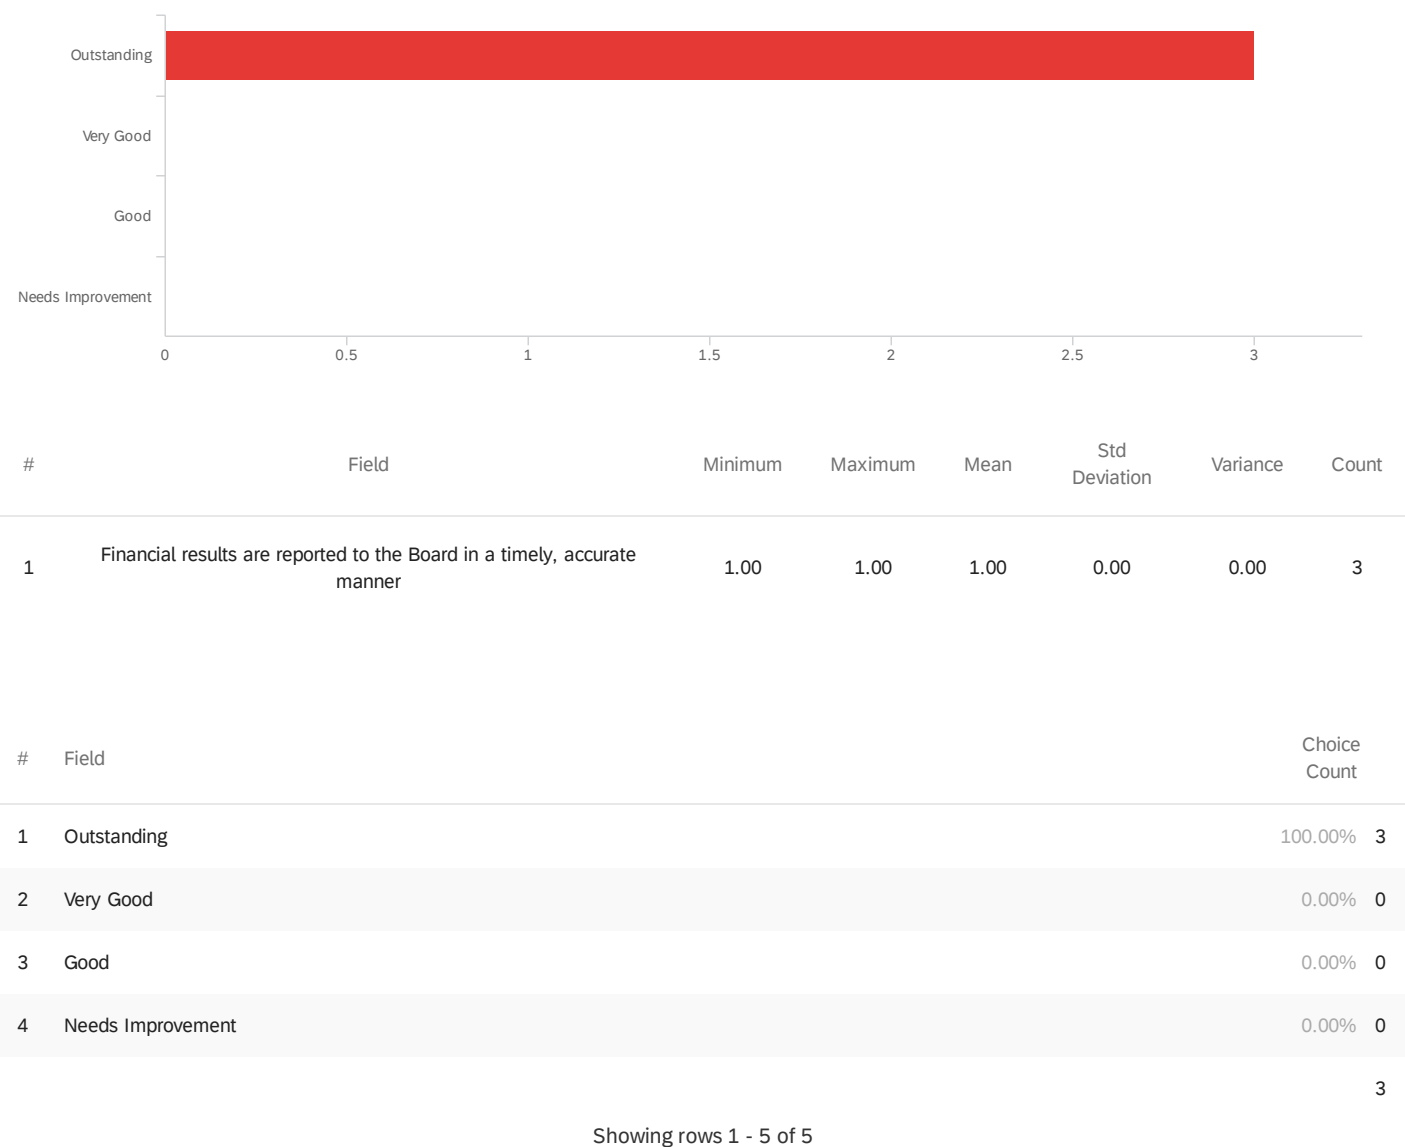 Outstanding
Very Good
Good
Needs Improvement
0 0.5 1 1.5 2 2.5 3
# Field Minimum Maximum Mean Std Deviation Variance Count
1 Financial results are reported to the Board in a timely, accurate
manner 1.00 1.00 1.00 0.00 0.00 3
# Field Choice
Count
1 Outstanding 100.00% 3
2 Very Good 0.00% 0
3 Good 0.00% 0
4 Needs Improvement 0.00% 0
3
Showing rows 1 - 5 of 5